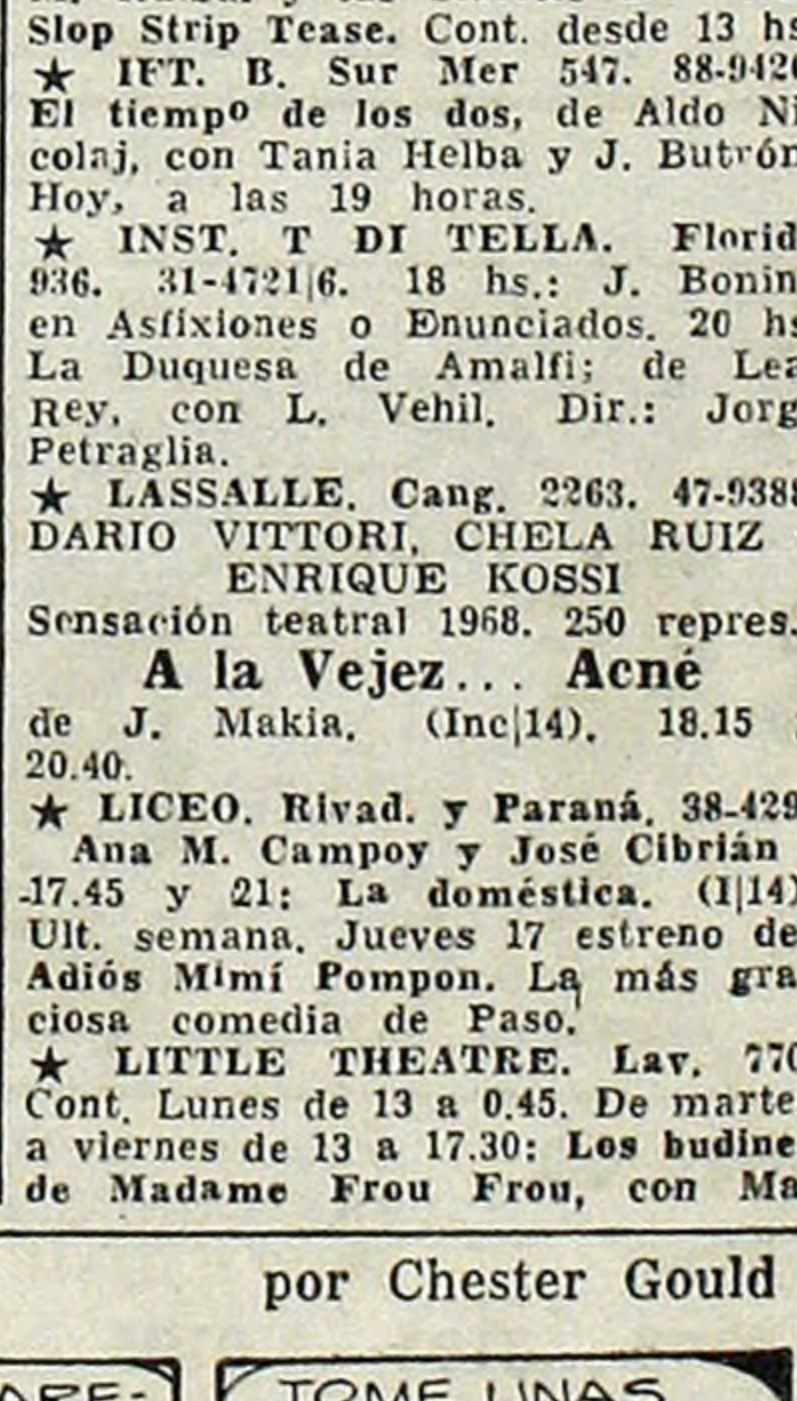 Slop Strip Tease. Cont. desde 13 hs
★ IFT. B. Sur Mer 547. 88-9420
El tiempo de los dos, de Aldo Ni
colaj, con Tania Helba y J. Butrón
Hoy, a las 19 horas.
★ INST. T DI TELLA. Florid
936. 31-4721|6. 18 hs.: J. Bonin
en Asfixiones o Enunciados. 20 hs
La Duquesa de Amalfi; de Lea
Rey, con L. Vehil. Dir.: Jorg
Petraglia.
★ LASSALLE. Cang. 2263. 47-9388
DARIO VITTORI, CHELA RUIZ
ENRIQUE KOSSI
Sensación teatral 1968. 250 repres.
A la Vejez... Acné
de J. Makia. (Inc|14). 18.15
20.40.
★ LICEO. Rivad. y Paraná. 38-429
Ana M. Campoy y José Cibrián
-17.45 y 21: La doméstica. (I|14)
Ult. semana. Jueves 17 estreno de
Adiós Mimí Pompon. La más gra
ciosa comedia de Paso.
★ LITTLE THEATRE. Lav. 770
Cont. Lunes de 13 a 0.45. De marte
a viernes de 13 a 17.30: Los budine
de Madame Frou Frou, con Ma
por Chester Gould
TOME UNAS